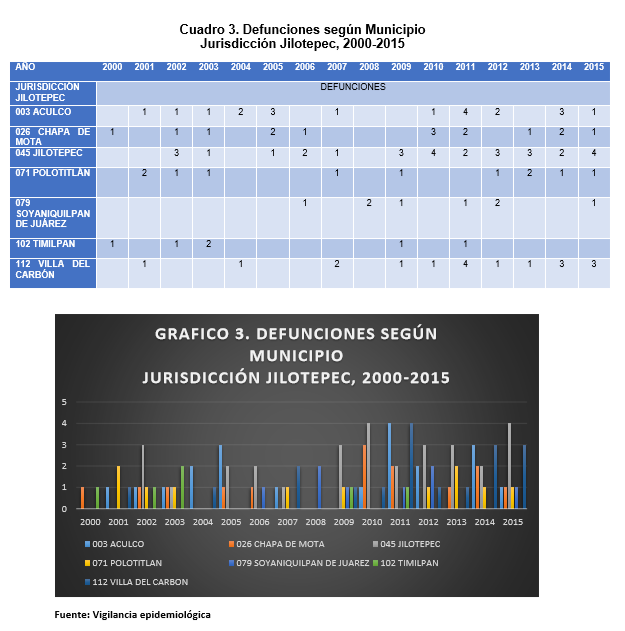 Cuadro 3. Defunciones según Municipio
Jurisdicción Jilotepec, 2000-2015
AÑO 2000 2001 2002 2003 2004 2005 2006 2007 2008 2009 2010 2011 2012 2013 2014 2015
JURISDICCIÓN DEFUNCIONES
JILOTEPEC
003 ACULCO 1 1 1 2 3 1 1 4 2 3 1
026 CHAPA DE 1 1 1 2 1 3 2 1 2 1
MOTA
045 JILOTEPEC 3 1 1 2 1 3 4 2 3 3 2 4
071 POLOTITLÁN 2 1 1 1 1 1 2 1 1
079 1 2 1 1 2 1
SOYANIQUILPAN
DE JUÁREZ
102 TIMILPAN 1 1 2 1 1
112 VILLA DEL 1 1 2 1 1 4 1 1 3 3
CARBÓN
GRAFICO 3. DEFUNCIONES SEGÚN
MUNICIPIO
JURISDICCIÓN JILOTEPEC, 2000-2015
5
4
3
2
1
0
2000 2001 2002 2003 2004 2005 2006 2007 2008 2009 2010 2011 2012 2013 2014 2015
003 ACULCO 026 CHAPA DE MOTA 045 JILOTEPEC
071 POLOTITLAN 079 SOYANIQUILPAN DE JUAREZ 102 TIMILPAN
112 VILLA DEL CARBON
Fuente: Vigilancia epidemiológica